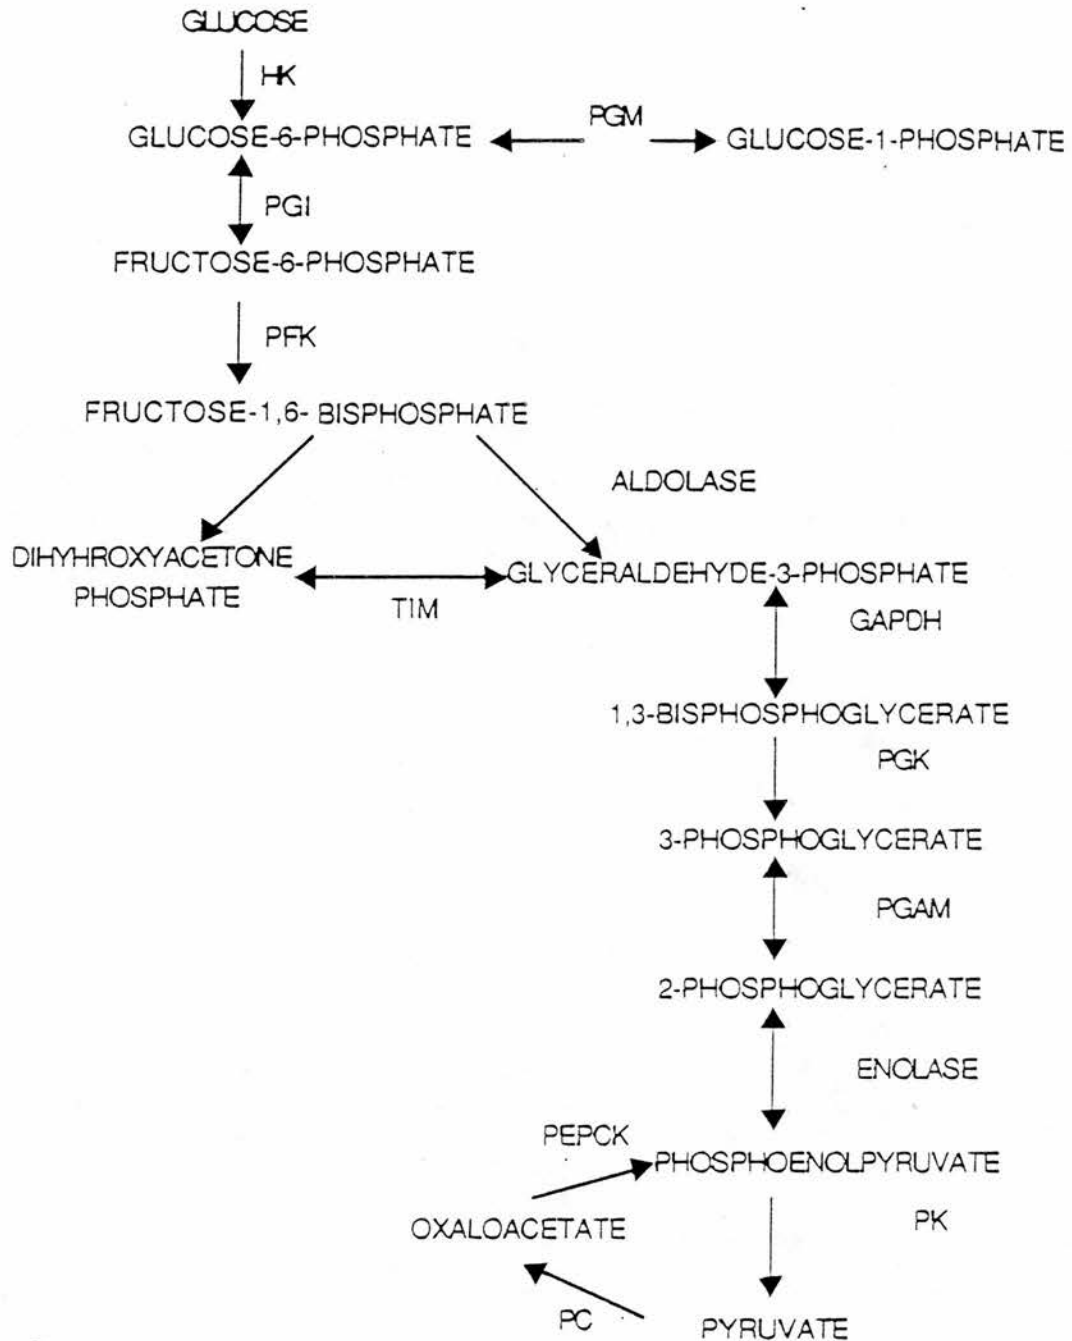 GLUCOSE
HK
GLUCOSE-6-PHOSPHATE
PGM
GLUCOSE-1-PHOSPHATE
PGI
FRUCTOSE-6-PHOSPHATE
PFK
FRUCTOSE-1,6- BISPHOSPHATE
ALDOLASE
DIHYHROXYACETONE
PHOSPHATE
TIM
GLYCERALDEHYDE-3-PHOSPHATE
GAPDH
1,3-BISPHOSPHOGLYCERATE
PGK
3-PHOSPHOGLYCERATE
PGAM
2-PHOSPHOGLYCERATE
ENOLASE
PEPCK
PHOSPHOENOLPYRUVATE
OXALOACETATE
PK
PC
PYRUVATE